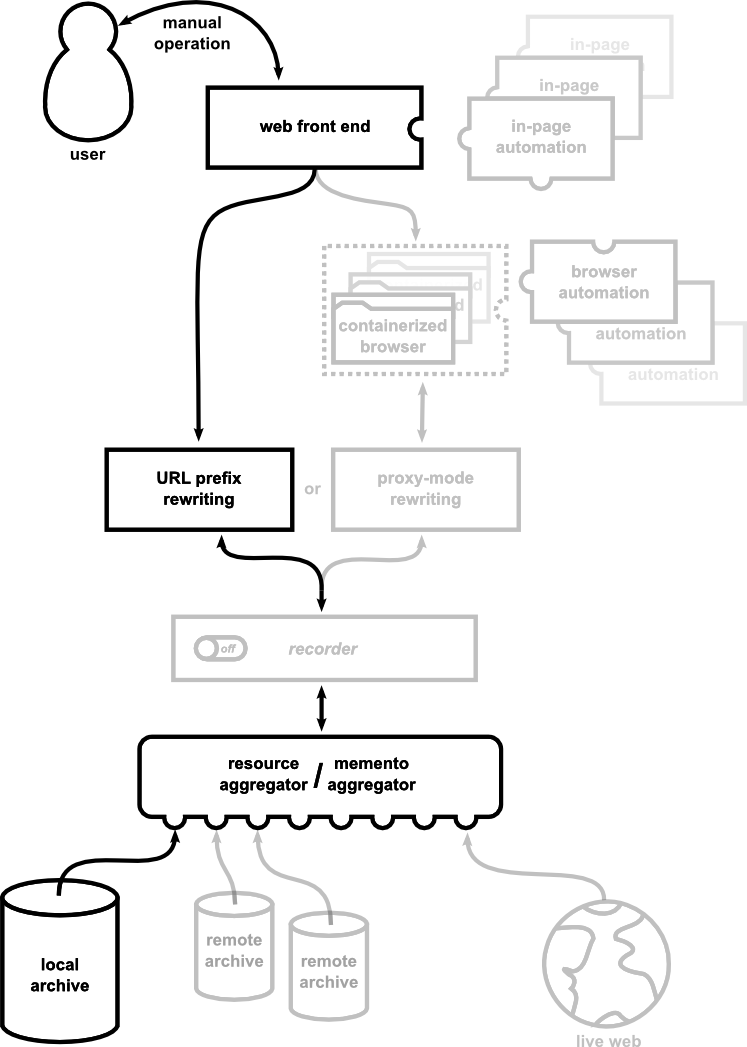 manual
operation
user
web front end
in-page
in-page
in-page
automation
containerized
browser
d
d
browser
automation
automation
automation
URL prefix
rewriting
or
proxy-mode
rewriting
off
recorder
resource
aggregator
/
memento
aggregator
local
archive
remote
archive
remote
archive
live web